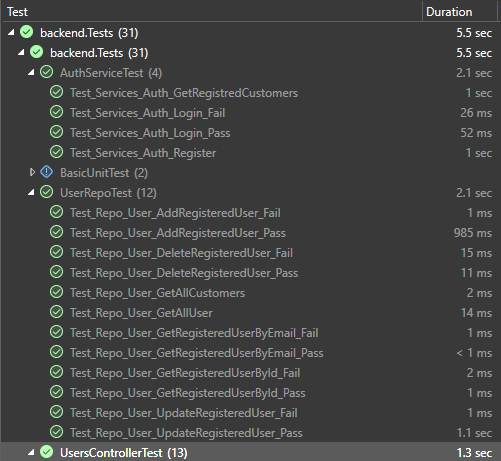 Test Duration
backend.Tests (31) 5.5 sec
backend.Tests (31) 5.5 sec
AuthServiceTest (4) 2.1 sec
Test_Services_Auth_GetRegistredCustomers 1 sec
Test_Services_Auth_Login_Fail 26 ms
Test_Services_Auth_Login_Pass 52 ms
Test_Services_Auth_Register 1 sec
BasicUnitTest (2)
UserRepoTest (12) 2.1 sec
Test_Repo_User_AddRegisteredUser_Fail 1 ms
Test_Repo_User_AddRegisteredUser_Pass 985 ms
Test_Repo_User_DeleteRegisteredUser_Fail 15 ms
Test_Repo_User_DeleteRegisteredUser_Pass 11 ms
Test_Repo_User_GetAllCustomers 2 ms
Test_Repo_User_GetAllUser 14 ms
Test_Repo_User_GetRegisteredUserByEmail_Fail 1 ms
Test_Repo_User_GetRegisteredUserByEmail_Pass < 1 ms
Test_Repo_User_GetRegisteredUserById_Fail 2 ms
Test_Repo_User_GetRegisteredUserById_Pass 1 ms
Test_Repo_User_UpdateRegisteredUser_Fail 1 ms
Test_Repo_User_UpdateRegisteredUser_Pass 1.1 sec
UsersControllerTest (13) 1.3 sec